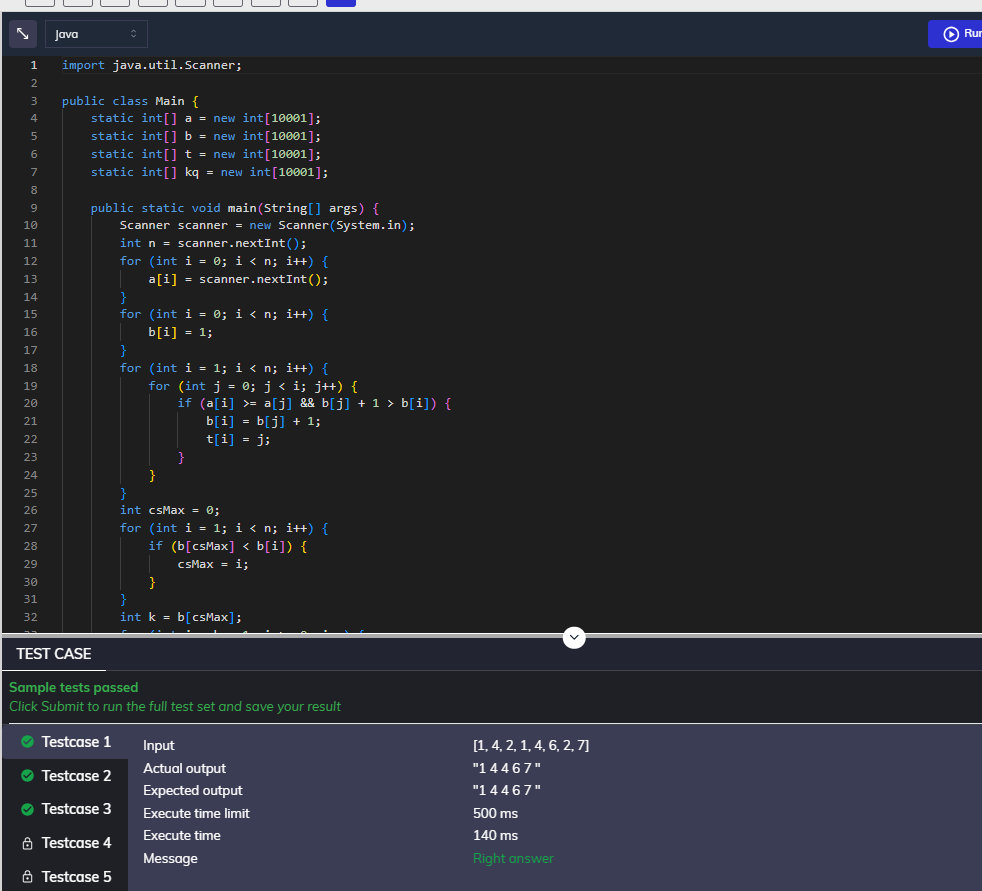 Java
Run
1 import java.util.Scanner;
2
3 public class Main {
4 static int[] a = new int[10001];
5 static int[] b = new int[10001];
6 static int[] t = new int[10001];
7 static int[] kq = new int[10001];
8
9 public static void main(String[] args) {
10 Scanner scanner = new Scanner(System.in);
11 int n = scanner.nextInt();
12 for (int i = 0; i < n; i++) {
13 a[i] = scanner.nextInt();
14 }
15 for (int i = 0; i < n; i++) {
16 b[i] = 1;
17 }
18 for (int i = 1; i < n; i++) {
19 for (int j = 0; j < i; j++) {
20 if (a[i] >= a[j] && b[j] + 1 > b[i]) {
21 b[i] = b[j] + 1;
22 t[i] = j;
23 }
24 }
25 }
26 int csMax = 0;
27 for (int i = 1; i < n; i++) {
28 if (b[csMax] < b[i]) {
29 csMax = i;
30 }
31 }
32 int k = b[csMax];
TEST CASE
Sample tests passed
Click Submit to run the full test set and save your result
Testcase 1
Testcase 2
Testcase 3
Testcase 4
Testcase 5
Input [1, 4, 2, 1, 4, 6, 2, 7]
Actual output "1 4 4 6 7 "
Expected output "1 4 4 6 7 "
Execute time limit 500 ms
Execute time 140 ms
Message Right answer